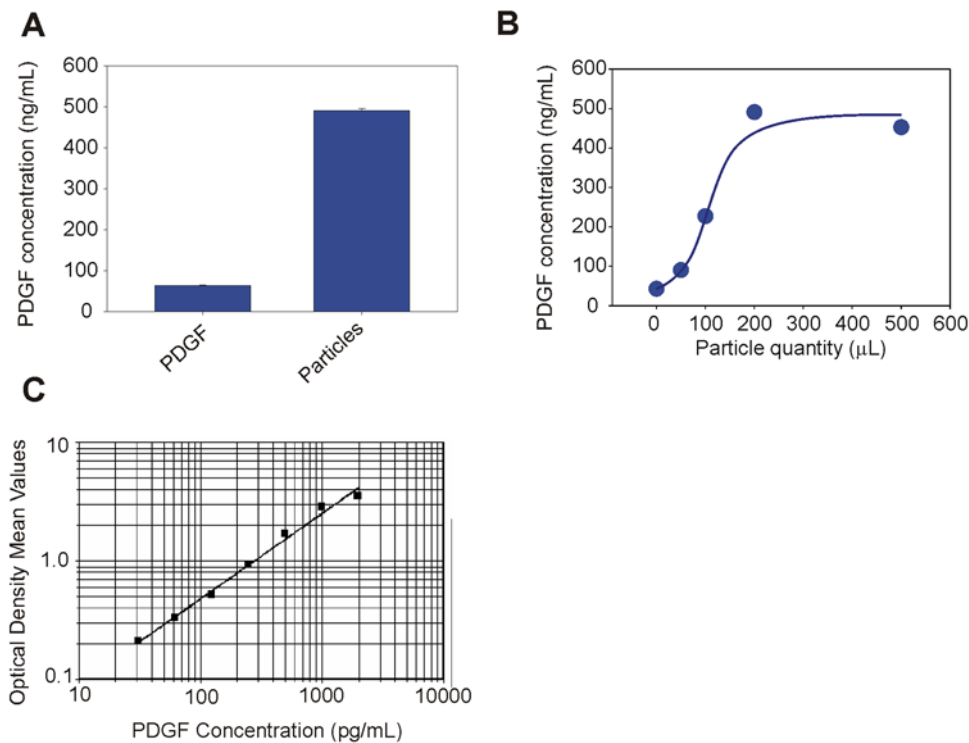 A
PDGF concentration (ng/mL)
600
500
400
300
200
100
0
PDGF
Particles
B
PDGF concentration (ng/mL)
600
500
400
300
200
100
0
0 100 200 300 400 500 600
Particle quantity (μL)
C
Optical Density Mean Values
10
1.0
0.1
10 100 1000 10000
PDGF Concentration (pg/mL)